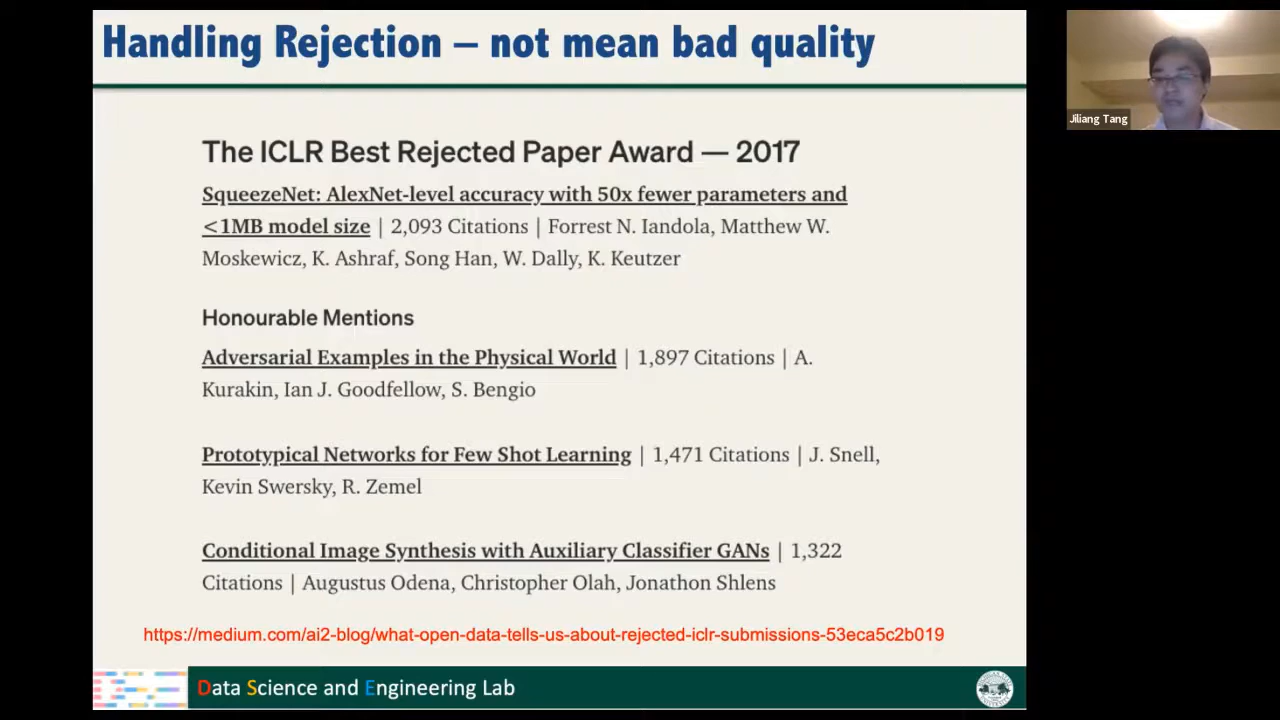 Handling Rejection – not mean bad quality
Jiliang Tang
The ICLR Best Rejected Paper Award — 2017
SqueezeNet: AlexNet-level accuracy with 50x fewer parameters and
<1MB model size | 2,093 Citations | Forrest N. Iandola, Matthew W.
Moskewicz, K. Ashraf, Song Han, W. Dally, K. Keutzer
Honourable Mentions
Adversarial Examples in the Physical World | 1,897 Citations | A.
Kurakin, Ian J. Goodfellow, S. Bengio
Prototypical Networks for Few Shot Learning | 1,471 Citations | J. Snell,
Kevin Swersky, R. Zemel
Conditional Image Synthesis with Auxiliary Classifier GANs | 1,322
Citations | Augustus Odena, Christopher Olah, Jonathon Shlens
https://medium.com/ai2-blog/what-open-data-tells-us-about-rejected-iclr-submissions-53eca5c2b019
Data Science and Engineering Lab